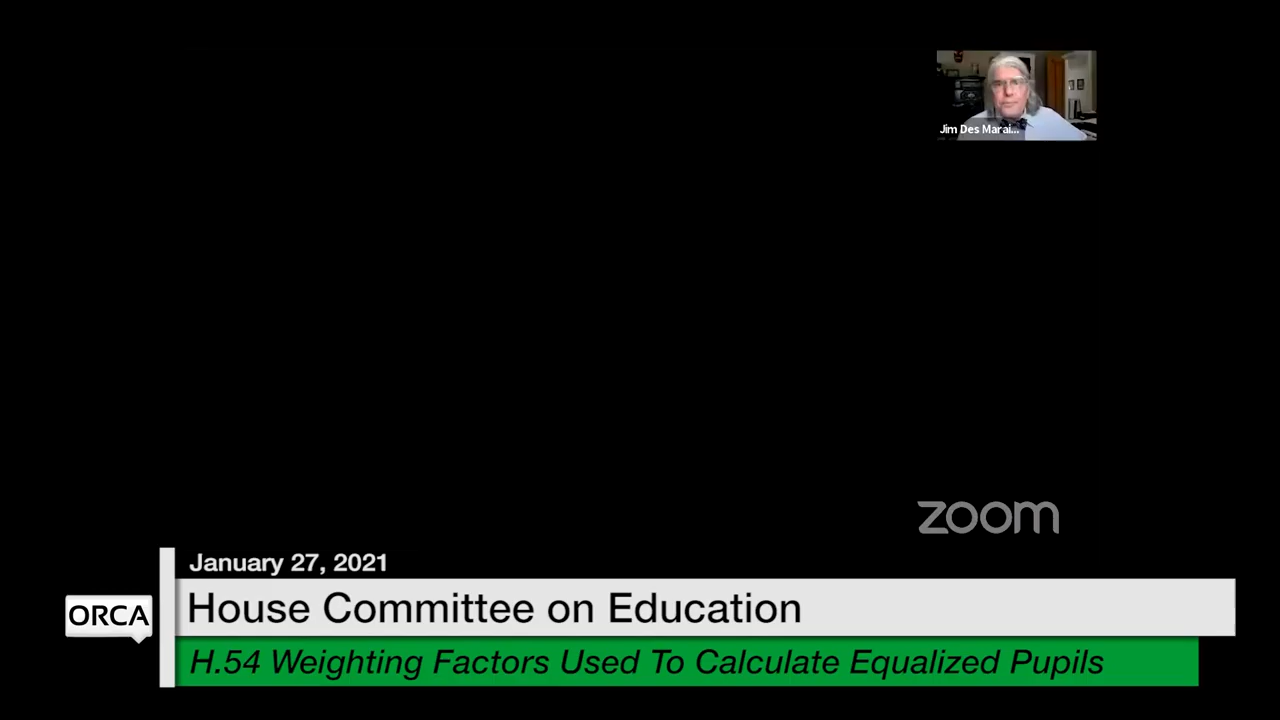 Jim Des Marai...
zoom
January 27, 2021
House Committee on Education
ORCA
H.54 Weighting Factors Used To Calculate Equalized Pupils